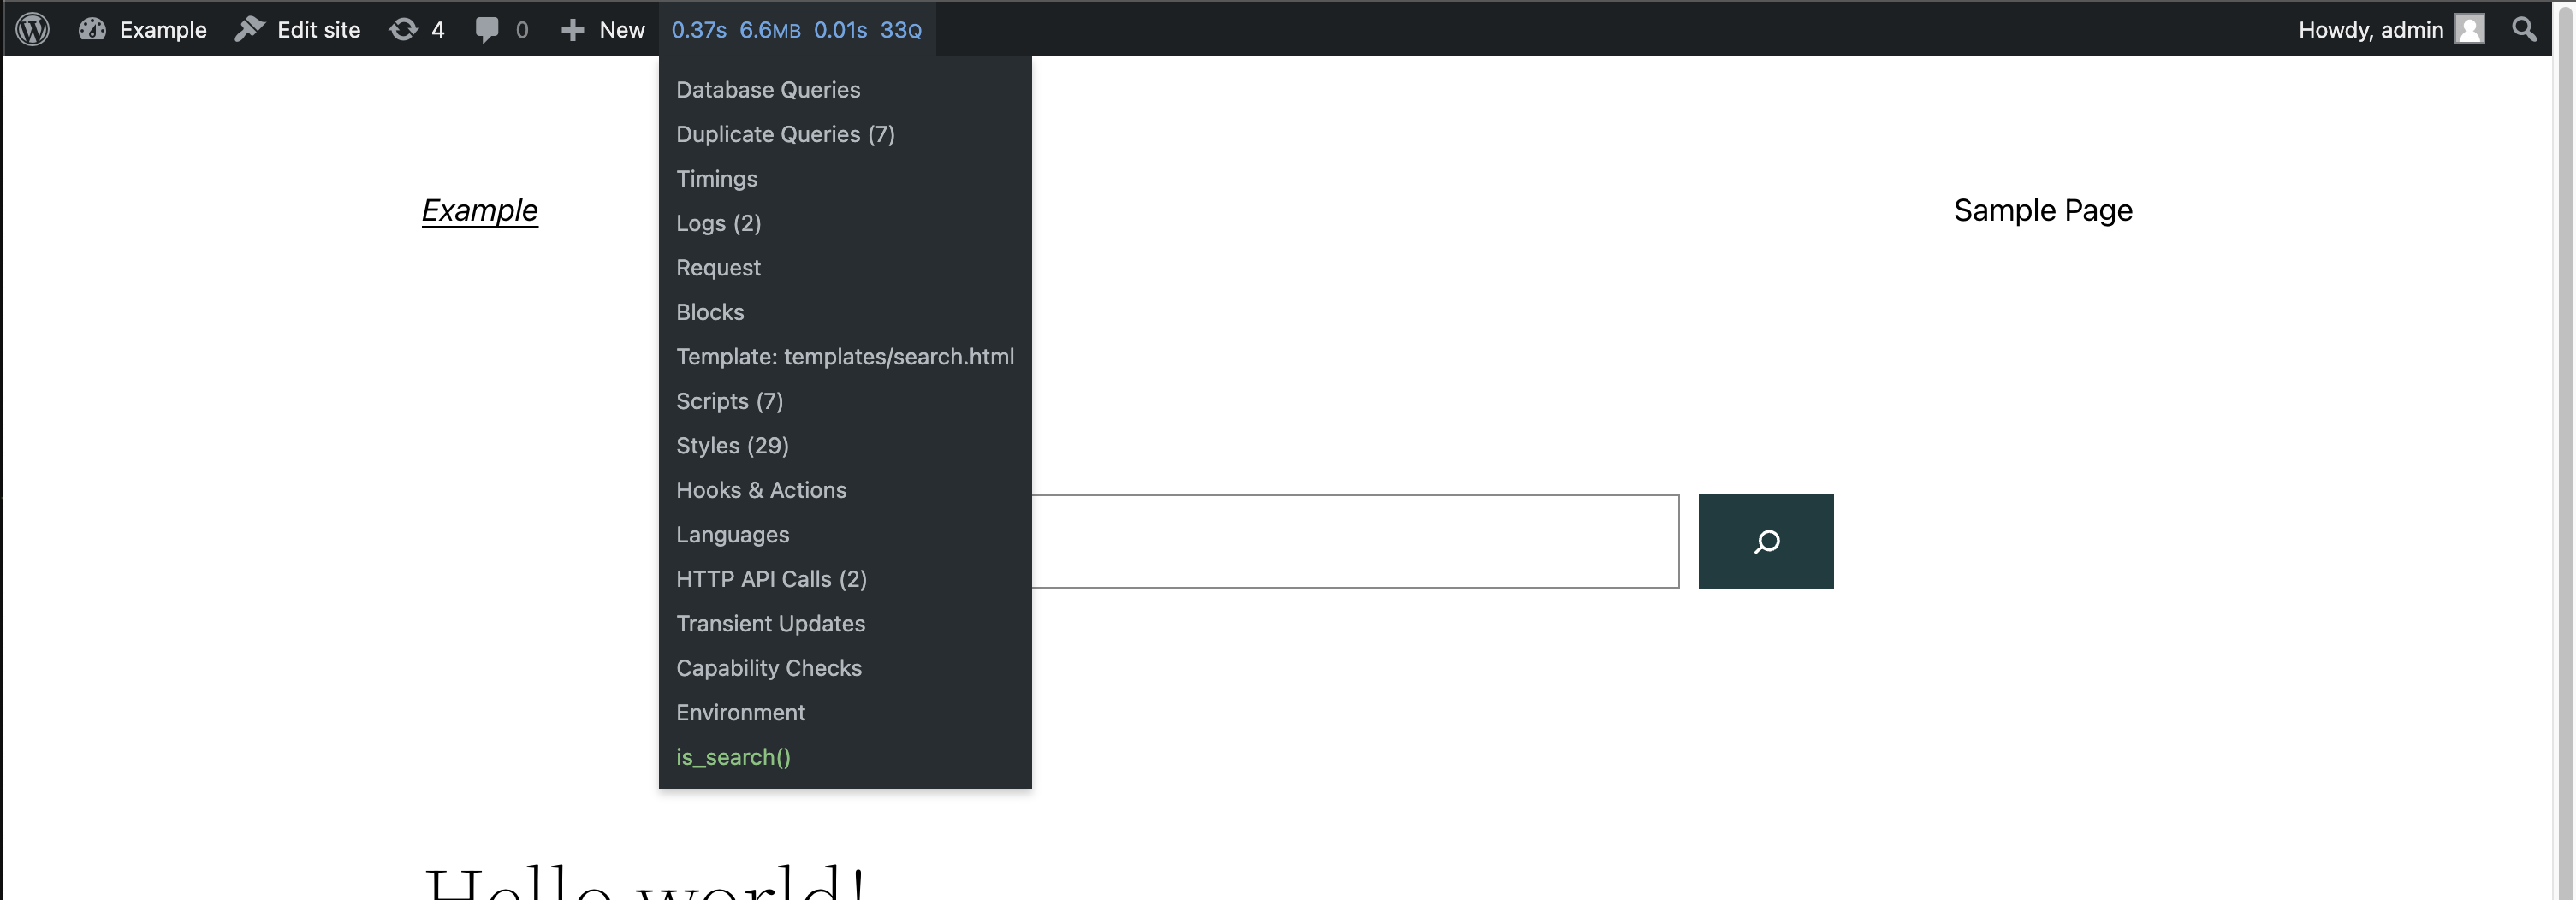 Example Edit site 4 0 New 0.37s 6.6MB 0.01s 33Q Howdy, admin
Database Queries
Duplicate Queries (7)
Timings
Logs (2)
Request
Blocks
Template: templates/search.html
Scripts (7)
Styles (29)
Hooks & Actions
Languages
HTTP API Calls (2)
Transient Updates
Capability Checks
Environment
is_search()
Example
Sample Page
Hello world!